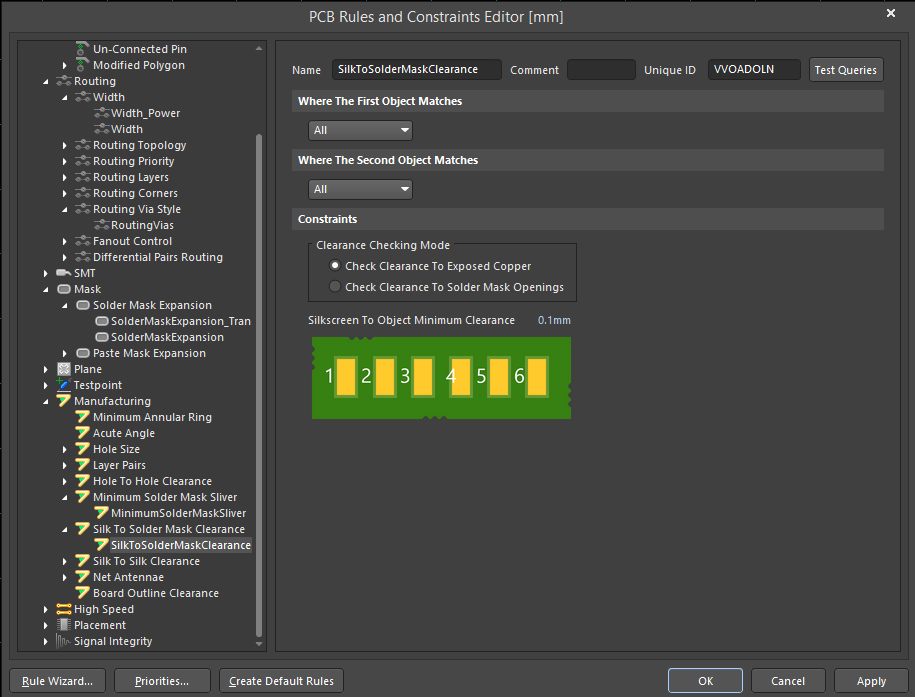 PCB Rules and Constraints Editor [mm]
Un-Connected Pin
Modified Polygon
Routing
Width
Width_Power
Width
Routing Topology
Routing Priority
Routing Layers
Routing Corners
Routing Via Style
RoutingVias
Fanout Control
Differential Pairs Routing
SMT
Mask
Solder Mask Expansion
SolderMaskExpansion_Tran
SolderMaskExpansion
Paste Mask Expansion
Plane
Testpoint
Manufacturing
Minimum Annular Ring
Acute Angle
Hole Size
Layer Pairs
Hole To Hole Clearance
Minimum Solder Mask Sliver
MinimumSolderMaskSliver
Silk To Solder Mask Clearance
SilkToSolderMaskClearance
Silk To Silk Clearance
Net Antennae
Board Outline Clearance
High Speed
Placement
Signal Integrity
Name SilkToSolderMaskClearance Comment Unique ID VVOADOLN Test Queries
Where The First Object Matches
All
Where The Second Object Matches
All
Constraints
Clearance Checking Mode
Check Clearance To Exposed Copper
Check Clearance To Solder Mask Openings
Silkscreen To Object Minimum Clearance 0.1mm
1 2 3 4 5 6
Rule Wizard... Priorities... Create Default Rules OK Cancel Apply